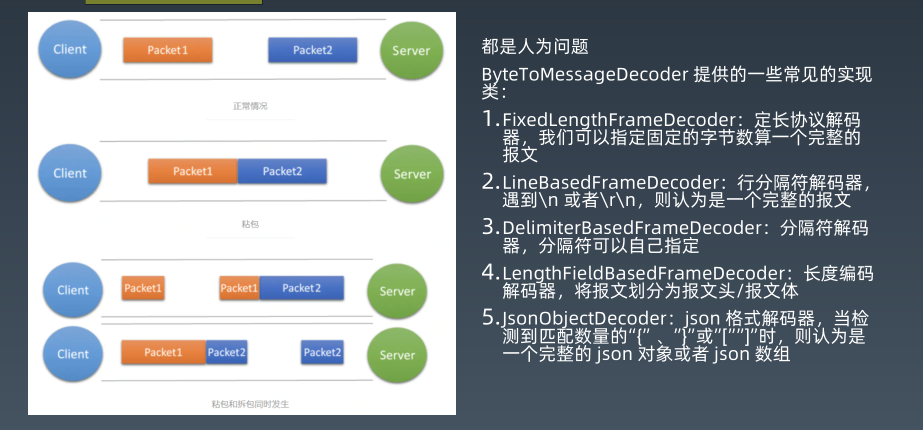 Client
Packet1
Packet2
Server
正常情况
Client
Packet1
Packet2
Server
粘包
Client
Packet1
Packet1
Packet2
Server
Client
Packet1
Packet2
Packet2
Server
粘包和拆包同时发生
都是人为问题
ByteToMessageDecoder 提供的一些常见的实现
类：
1.FixedLengthFrameDecoder：定长协议解码
器，我们可以指定固定的字节数算一个完整的
报文
2.LineBasedFrameDecoder：行分隔符解码器，
遇到\n 或者\r\n，则认为是一个完整的报文
3.DelimiterBasedFrameDecoder：分隔符解码
器，分隔符可以自己指定
4.LengthFieldBasedFrameDecoder：长度编码
解码器，将报文划分为报文头/报文体
5.JsonObjectDecoder：json 格式解码器，当检
测到匹配数量的“{” 、”}”或”[””]”时，则认为是
一个完整的 json 对象或者 json 数组